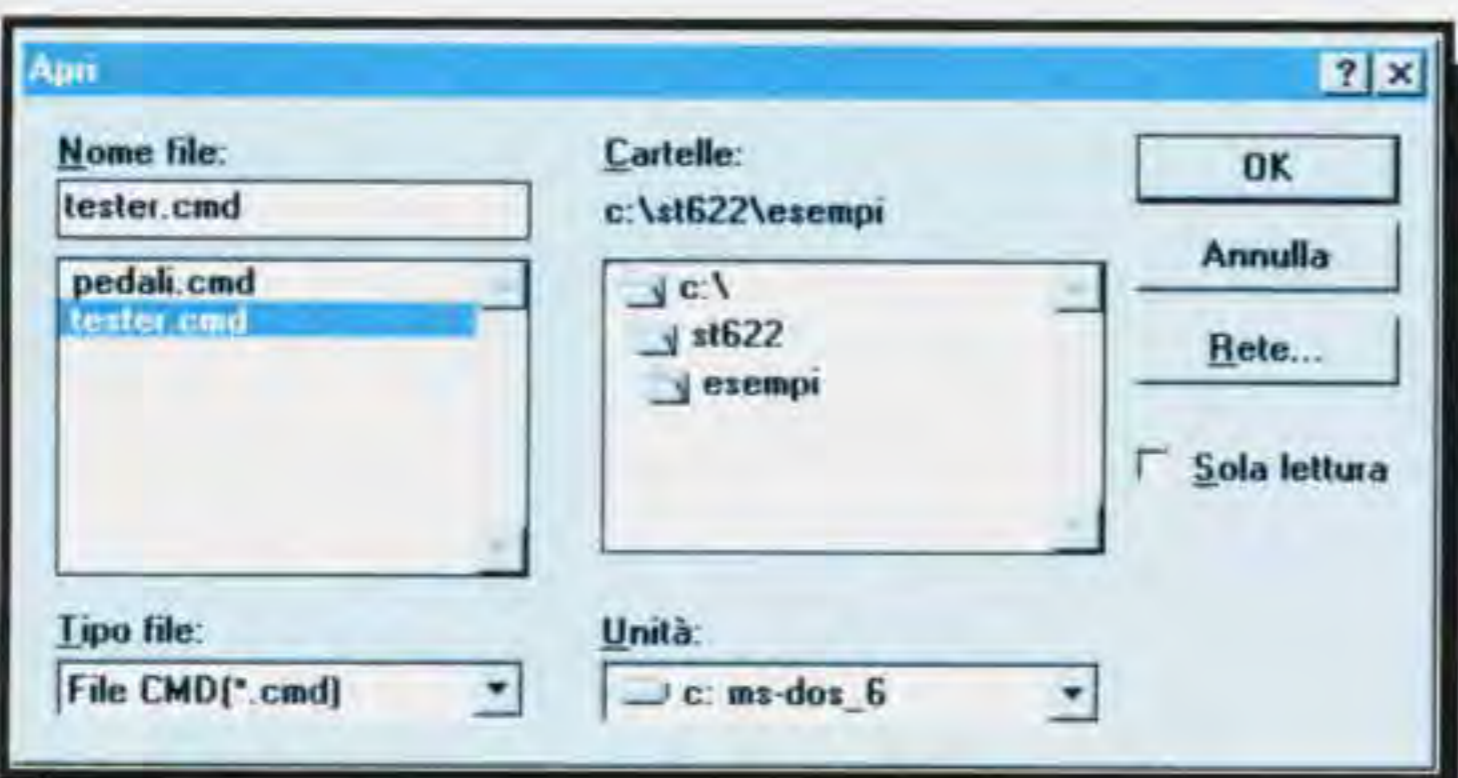 Apri
? ×
Nome file:
tester.cmd
pedali.cmd
tester.cmd
Tipo file:
File CMD(*.cmd)
Cartelle:
c:\st622\esempi
c:\
st622
esempi
Unità:
c: ms-dos_6
OK
Annulla
Rete...
Sola lettura